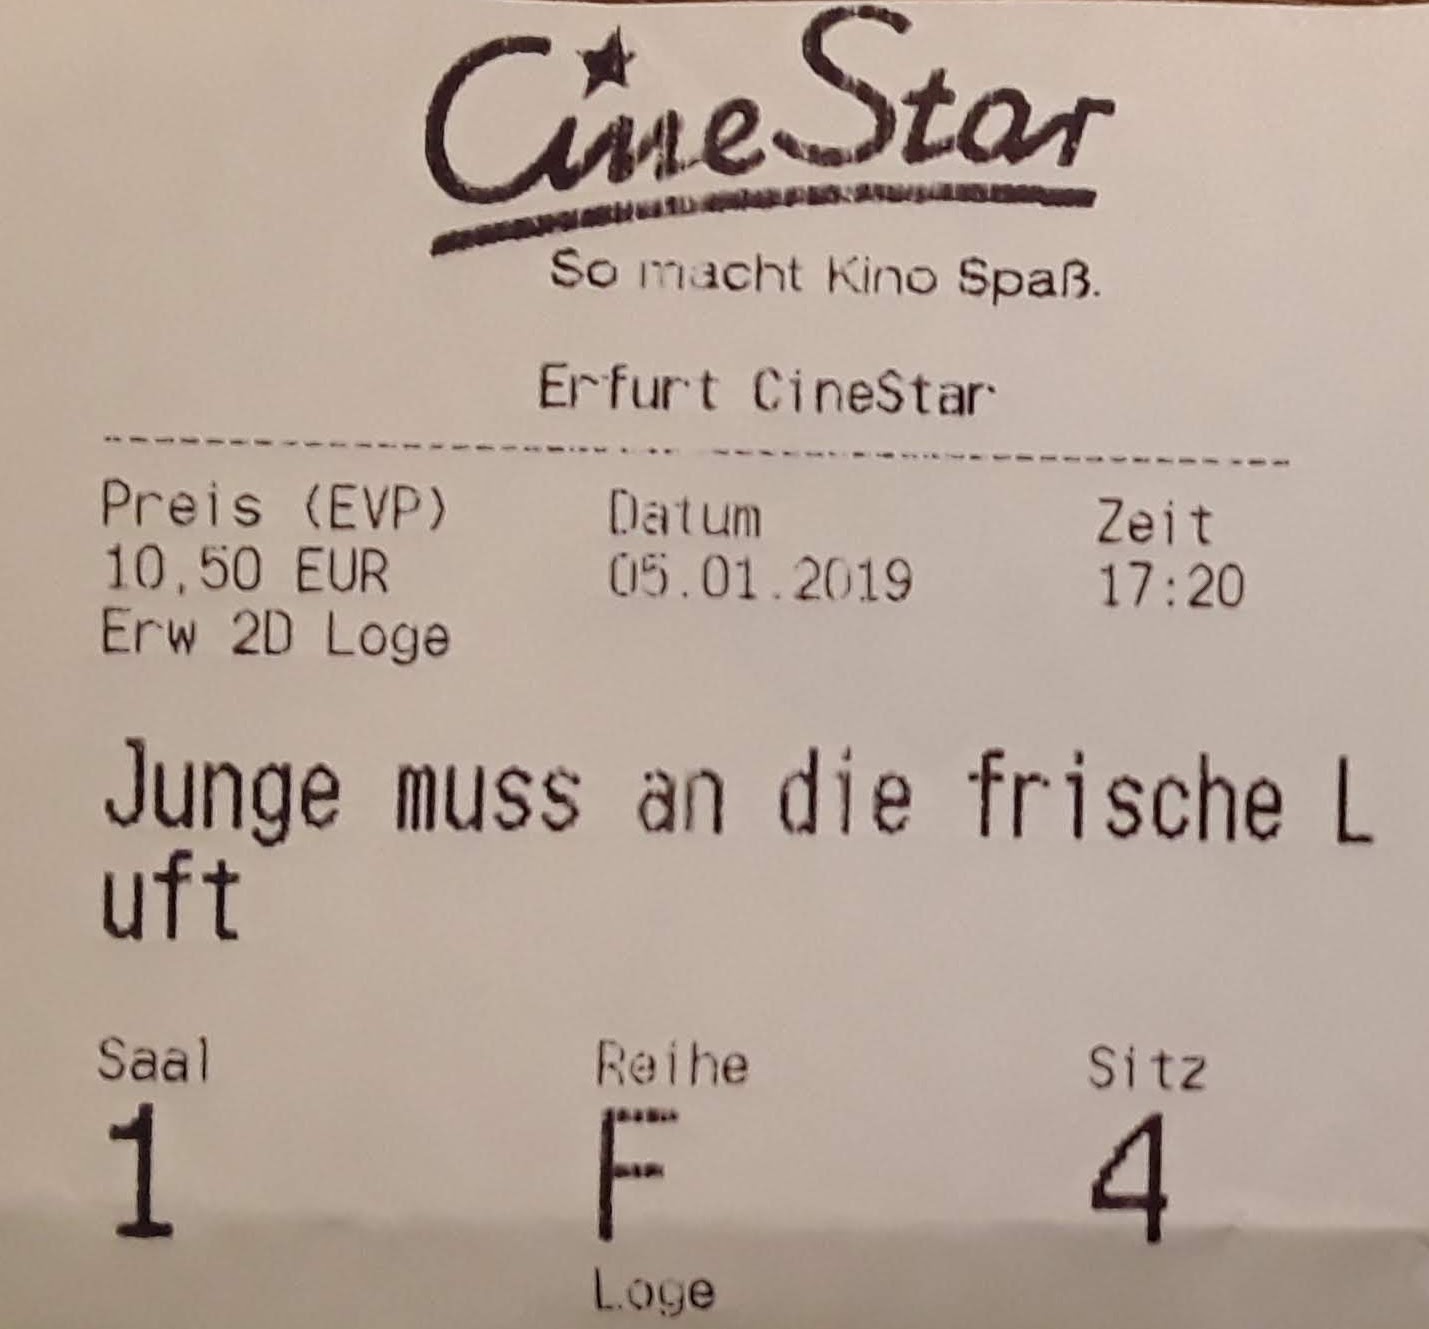 CineStar
So macht Kino Spaß.
Erfurt CineStar
Preis (EVP) Datum Zeit
10,50 EUR 05.01.2019 17:20
Erw 2D Loge
Junge muss an die frische L
uft
Saal Reihe Sitz
1 F 4
Loge